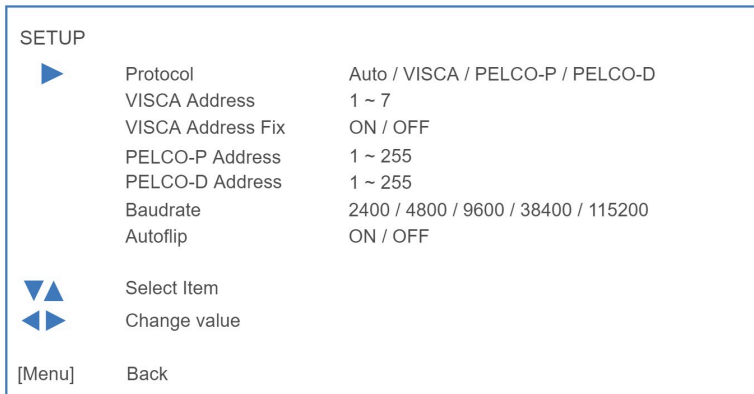 SETUP
Protocol Auto / VISCA / PELCO-P / PELCO-D
VISCA Address 1 ~ 7
VISCA Address Fix ON / OFF
PELCO-P Address 1 ~ 255
PELCO-D Address 1 ~ 255
Baudrate 2400 / 4800 / 9600 / 38400 / 115200
Autoflip ON / OFF
Select Item
Change value
[Menu] Back